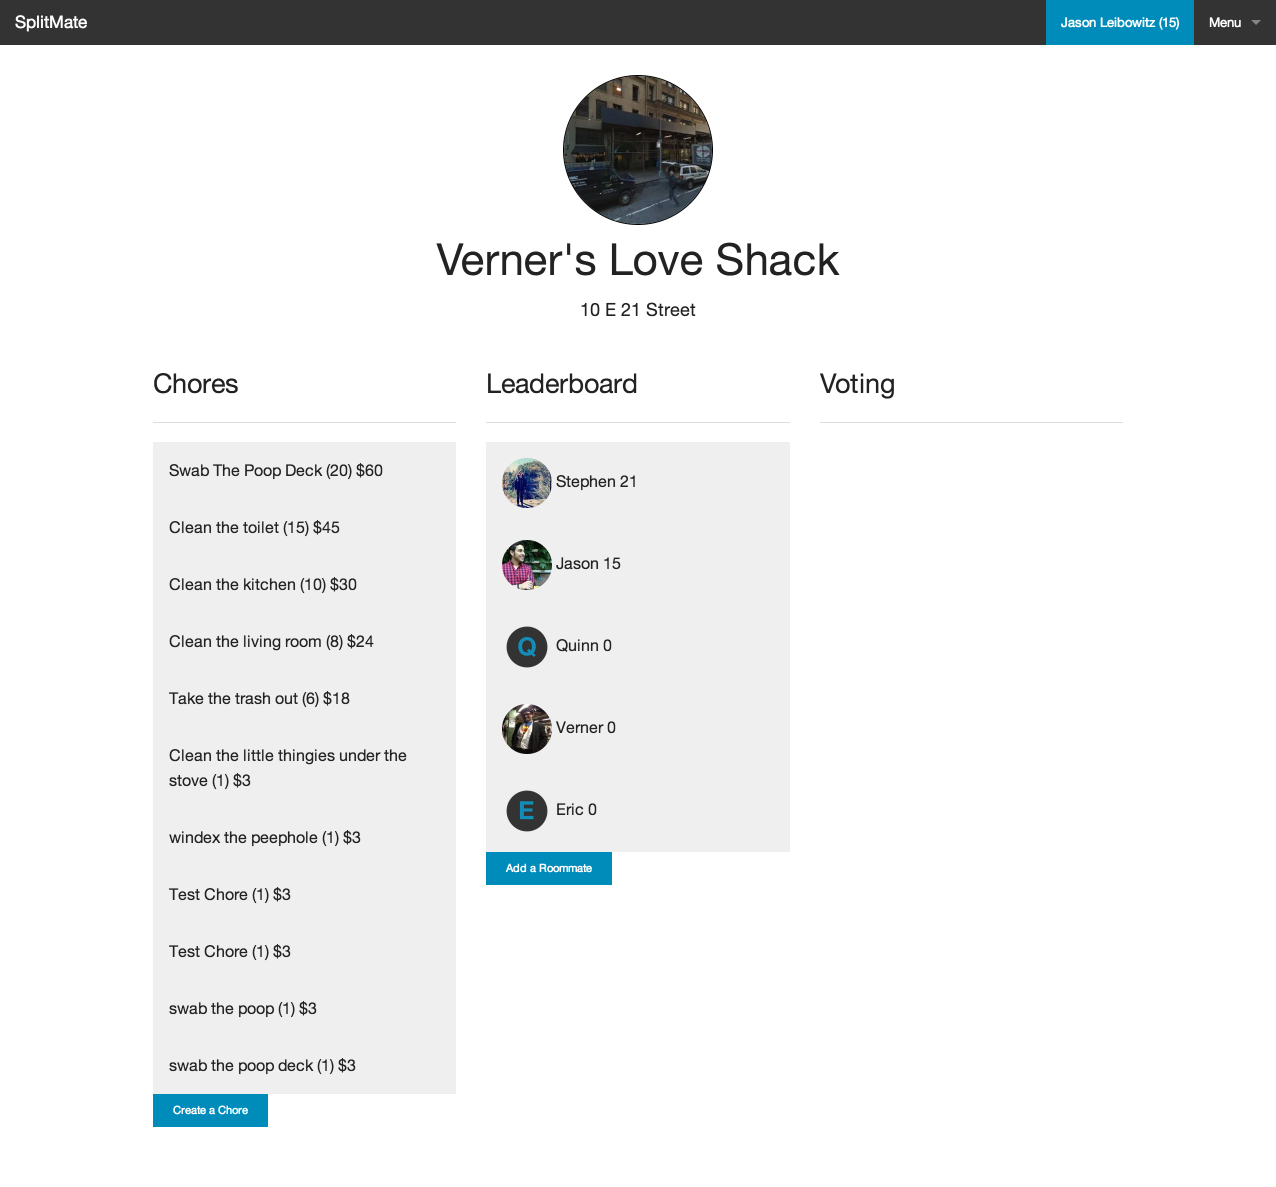 SplitMate
Jason Leibowitz (15)
Menu
Verner's Love Shack
10 E 21 Street
Chores
Swab The Poop Deck (20) $60
Clean the toilet (15) $45
Clean the kitchen (10) $30
Clean the living room (8) $24
Take the trash out (6) $18
Clean the little thingies under the
stove (1) $3
windex the peephole (1) $3
Test Chore (1) $3
Test Chore (1) $3
swab the poop (1) $3
swab the poop deck (1) $3
Create a Chore
Leaderboard
Stephen 21
Jason 15
Q
Quinn 0
Verner 0
E
Eric 0
Add a Roommate
Voting